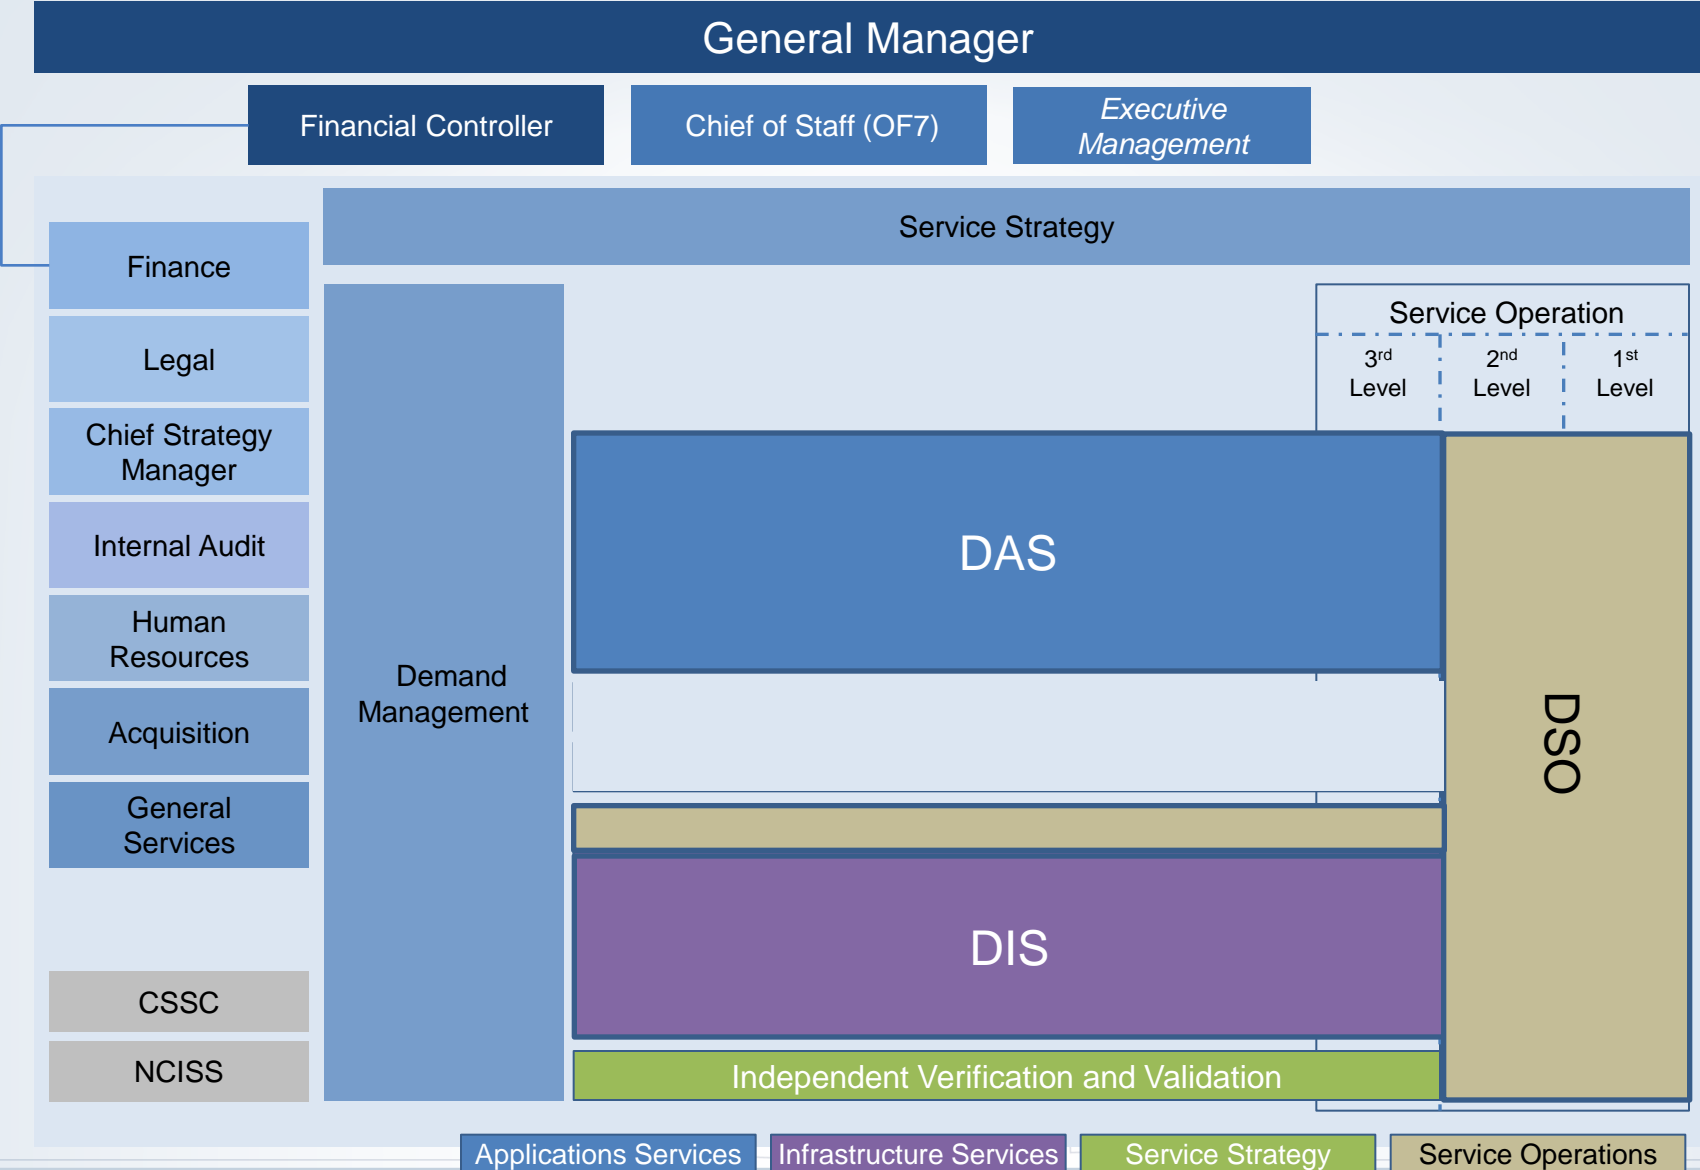 General Manager
Financial Controller
Chief of Staff (OF7)
Executive
Management
Service Strategy
Finance
Legal
Chief Strategy
Manager
Internal Audit
Human
Resources
Acquisition
General
Services
CSSC
NCISS
Demand
Management
Service Operation
3rd
Level
2nd
Level
1st
Level
DAS
DSO
DIS
Independent Verification and Validation
Applications Services
Infrastructure Services
Service Strategy
Service Operations